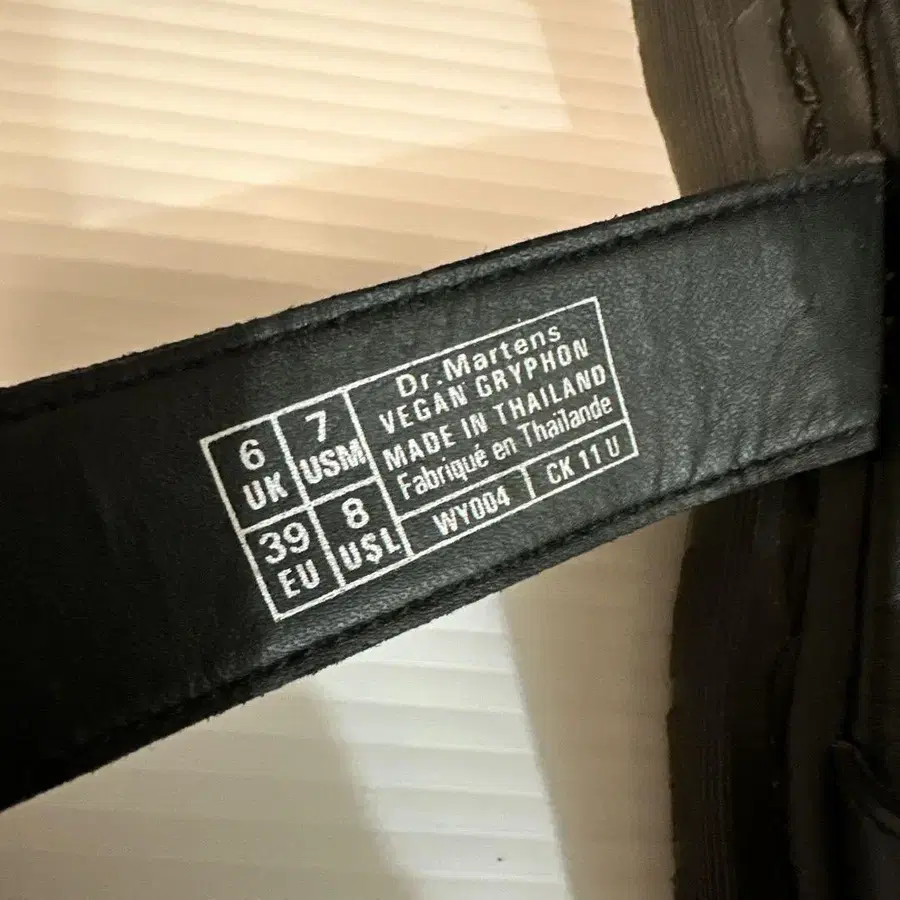 6
UK
7
USM
39
EU
8
USL
Dr.Martens
VEGAN GRYPHON
MADE IN THAILAND
Fabriqué en Thaïlande
WY004
CK 11 U